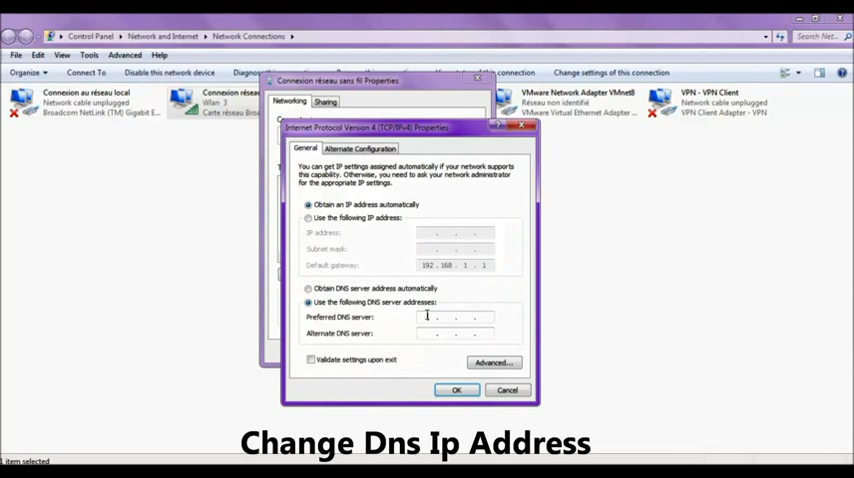 Control Panel ▸ Network and Internet ▸ Network Connections ▸
Search Net...
File Edit View Tools Advanced Help
Organize Connect To Disable this network device Rename this connection Change settings of this connection
Connexion au réseau local
Network cable unplugged
Broadcom NetLink (TM) Gigabit E...
Connexion réseau
Wlan 3
Carte réseau Broa
VMware Network Adapter VMnet8
Réseau non identifié
VMware Virtual Ethernet Adapter ...
VPN - VPN Client
Network cable unplugged
VPN Client Adapter - VPN
Connexion réseau sans fil Properties
Networking Sharing
Internet Protocol Version 4 (TCP/IPv4) Properties
General Alternate Configuration
You can get IP settings assigned automatically if your network supports
this capability. Otherwise, you need to ask your network administrator
for the appropriate IP settings.
Obtain an IP address automatically
Use the following IP address:
IP address: . . .
Subnet mask: . . .
Default gateway: 192 . 168 . 1 . 1
Obtain DNS server address automatically
Use the following DNS server addresses:
Preferred DNS server: . . .
Alternate DNS server: . . .
Validate settings upon exit
Advanced...
OK Cancel
Change Dns Ip Address
1 item selected